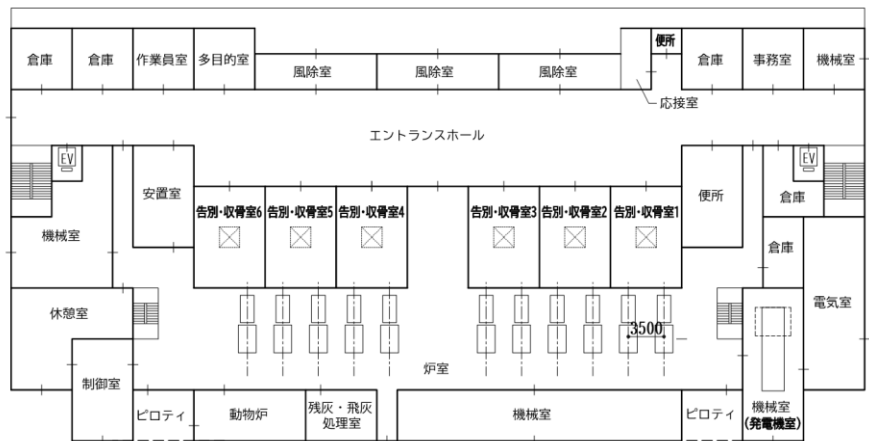 倉庫
倉庫
作業員室
多目的室
風除室
風除室
風除室
便所
倉庫
事務室
機械室
応接室
エントランスホール
EV
EV
安置室
告別・収骨室6
告別・収骨室5
告別・収骨室4
告別・収骨室3
告別・収骨室2
告別・収骨室1
便所
倉庫
機械室
倉庫
休憩室
電気室
3500
炉室
制御室
ピロティ
動物炉
残灰・飛灰
処理室
機械室
ピロティ
機械室
(発電機室)